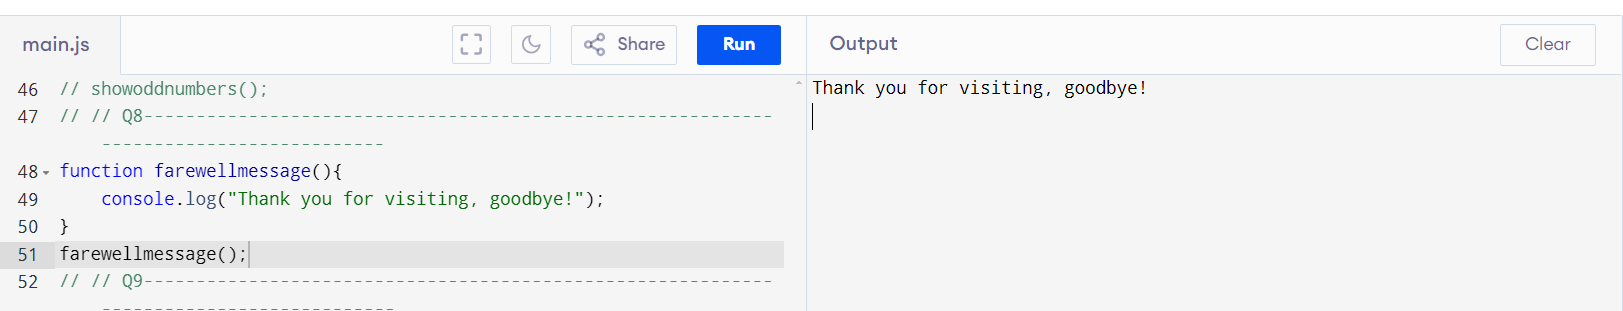 main.js
Share
Run
Output
Clear
46 // showoddnumbers();
47 // // Q8------------------------------------------------------------
---------------------------
48 function farewellmessage(){
49 console.log("Thank you for visiting, goodbye!");
50 }
51 farewellmessage();
52 // // Q9------------------------------------------------------------
----------------------------
Thank you for visiting, goodbye!